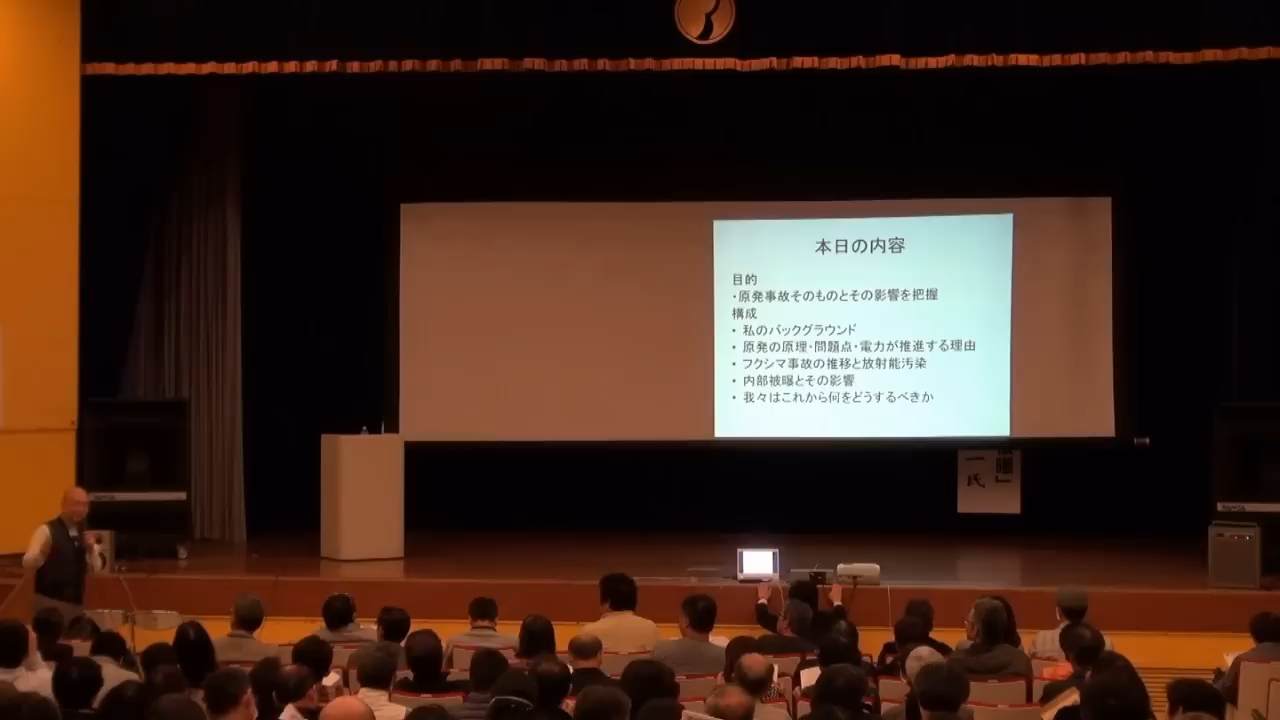 本日の内容
目的
・原発事故そのものとその影響を把握
構成
• 私のバックグラウンド
• 原発の原理・問題点・電力が推進する理由
• フクシマ事故の推移と放射能汚染
• 内部被曝とその影響
• 我々はこれから何をどうするべきか
曝」
一氏